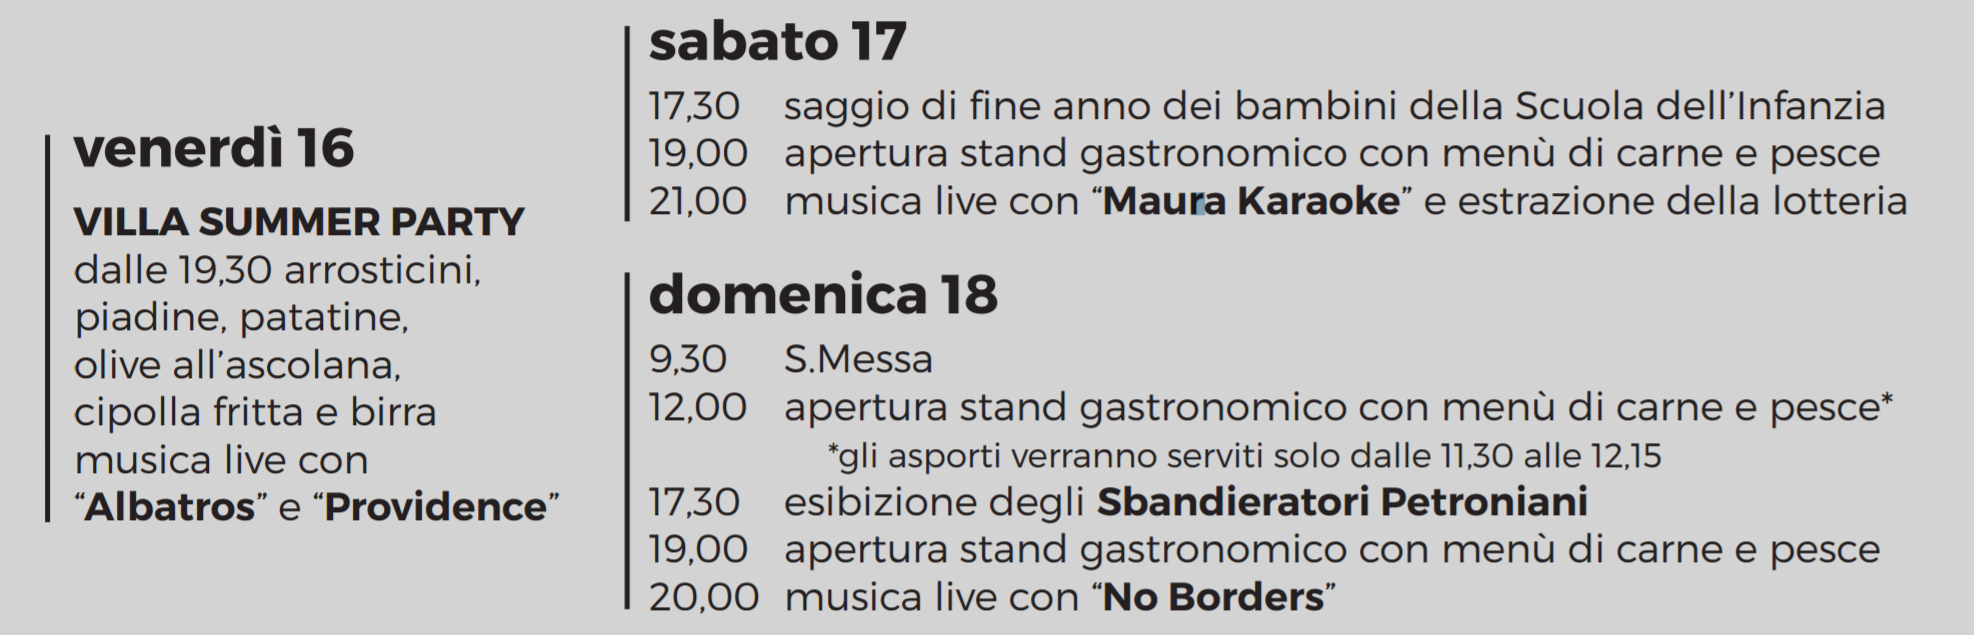 venerdì 16
VILLA SUMMER PARTY
dalle 19,30 arrosticini,
piadine, patatine,
olive all'ascolana,
cipolla fritta e birra
musica live con
“Albatros” e “Providence”
sabato 17
17,30 saggio di fine anno dei bambini della Scuola dell'Infanzia
19,00 apertura stand gastronomico con menù di carne e pesce
21,00 musica live con “Maura Karaoke” e estrazione della lotteria
domenica 18
9,30 S.Messa
12,00 apertura stand gastronomico con menù di carne e pesce*
*gli asporti verranno serviti solo dalle 11,30 alle 12,15
17,30 esibizione degli Sbandieratori Petroniani
19,00 apertura stand gastronomico con menù di carne e pesce
20,00 musica live con “No Borders”